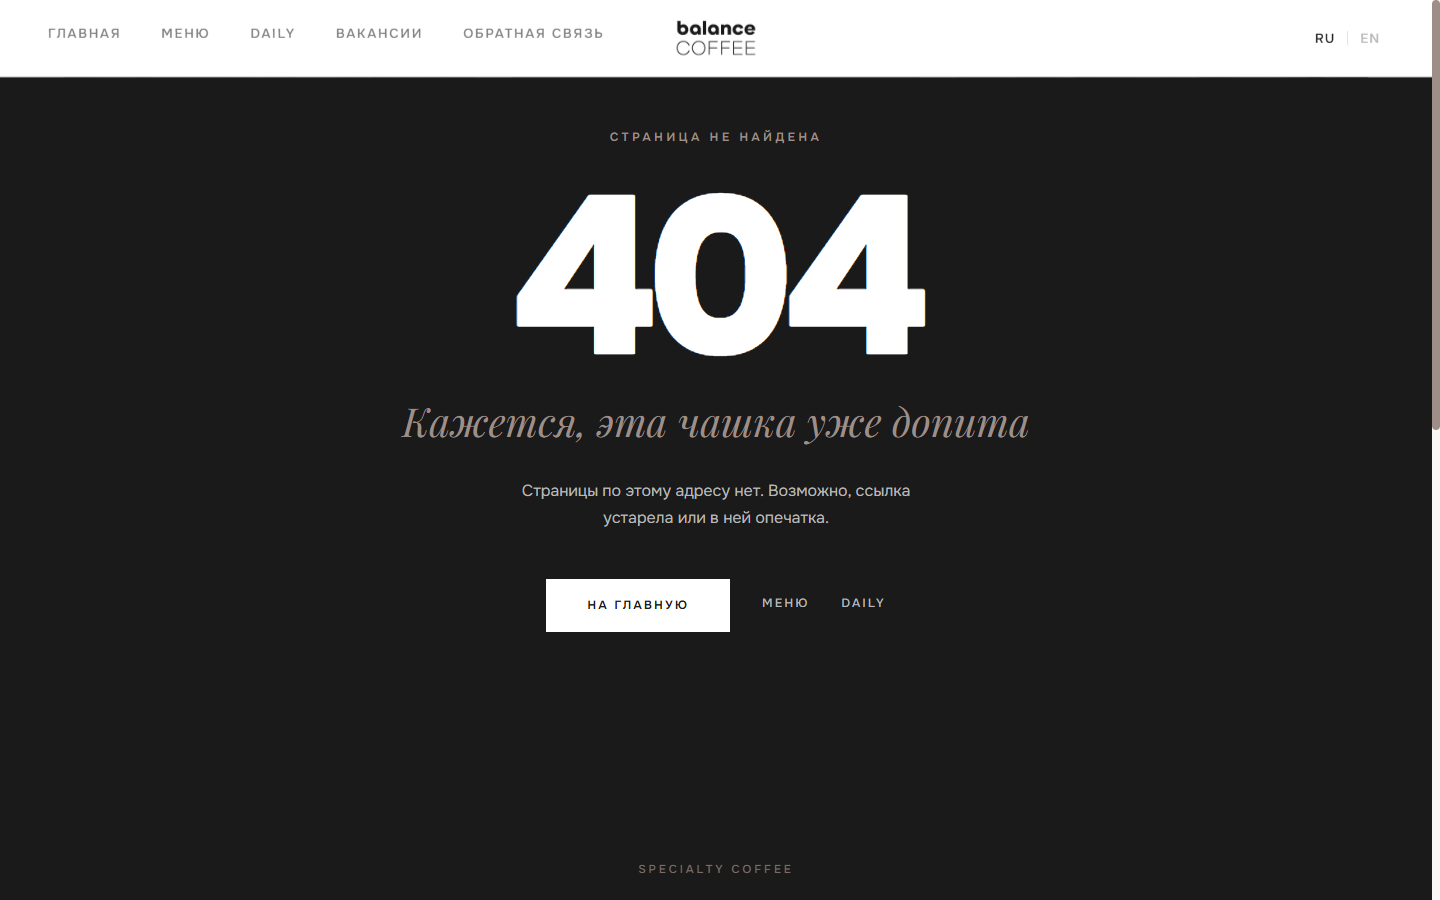 ГЛАВНАЯ МЕНЮ DAILY ВАКАНСИИ ОБРАТНАЯ СВЯЗЬ
balance
COFFEE
RU EN
СТРАНИЦА НЕ НАЙДЕНА
404
Кажется, эта чашка уже допита
Страницы по этому адресу нет. Возможно, ссылка
устарела или в ней опечатка.
НА ГЛАВНУЮ МЕНЮ DAILY
SPECIALTY COFFEE